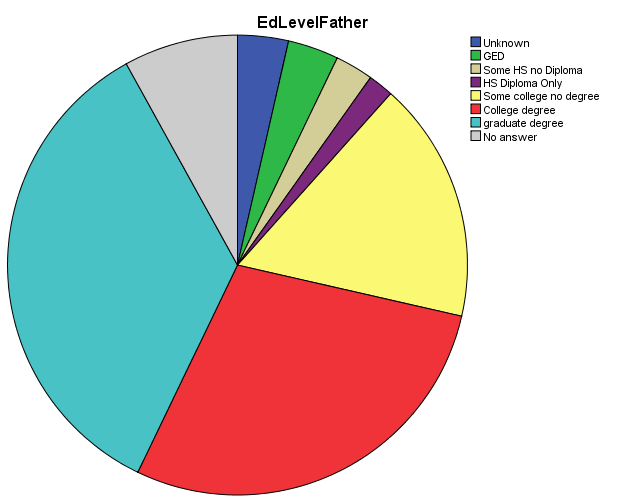 EdLevelFather
Unknown
GED
Some HS no Diploma
HS Diploma Only
Some college no degree
College degree
graduate degree
No answer